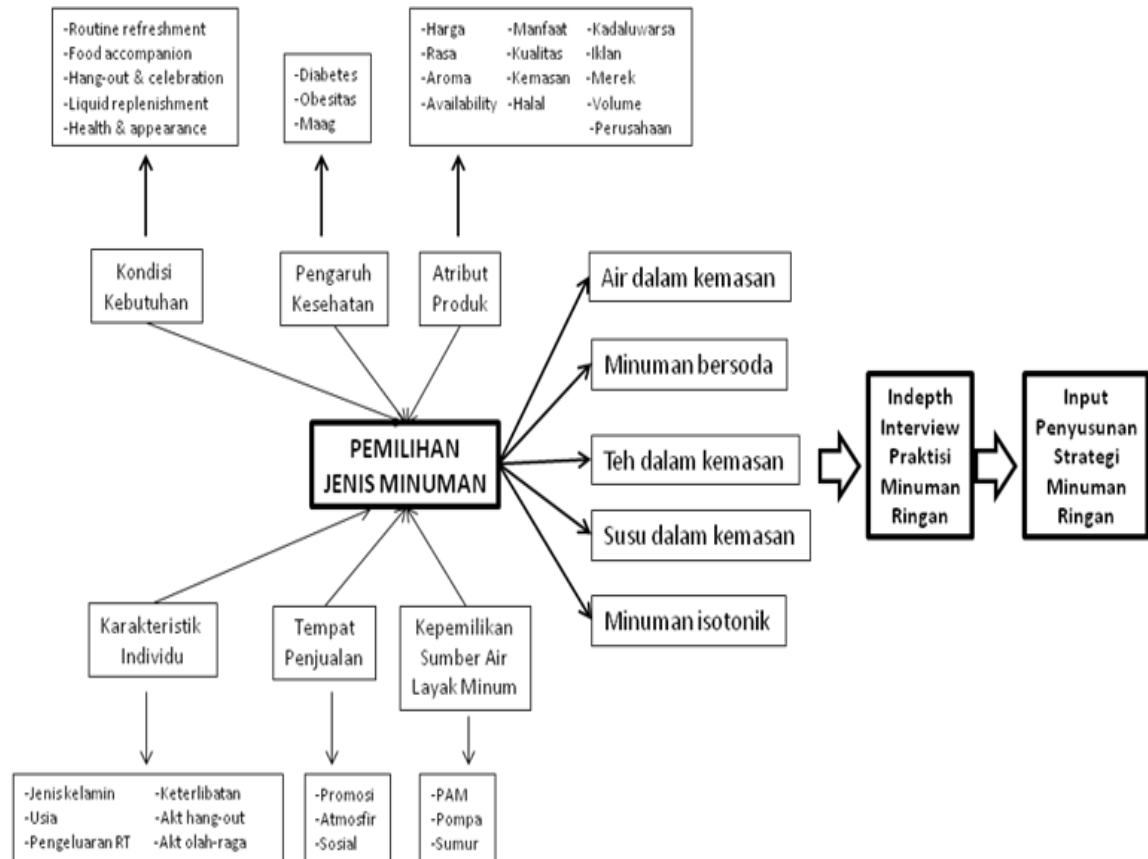 -Routine refreshment
-Food accompanion
-Hang-out & celebration
-Liquid replenishment
-Health & appearance
-Diabetes
-Obesitas
-Maag
-Harga
-Rasa
-Aroma
-Availability
-Manfaat
-Kualitas
-Kemasan
-Halal
-Kadaluwarsa
-Iklan
-Merek
-Volume
-Perusahaan
Kondisi
Kebutuhan
Pengaruh
Kesehatan
Atribut
Produk
PEMILIHAN
JENIS MINUMAN
Air dalam kemasan
Minuman bersoda
Teh dalam kemasan
Susu dalam kemasan
Minuman isotonik
Indepth
Interview
Praktisi
Minuman
Ringan
Input
Penyusunan
Strategi
Minuman
Ringan
Karakteristik
Individu
Tempat
Penjualan
Kepemilikan
Sumber Air
Layak Minum
-Jenis kelamin
-Usia
-Pengeluaran RT
-Keterlibatan
-Akt hang-out
-Akt olah-raga
-Promosi
-Atmosfir
-Sosial
-PAM
-Pompa
-Sumur